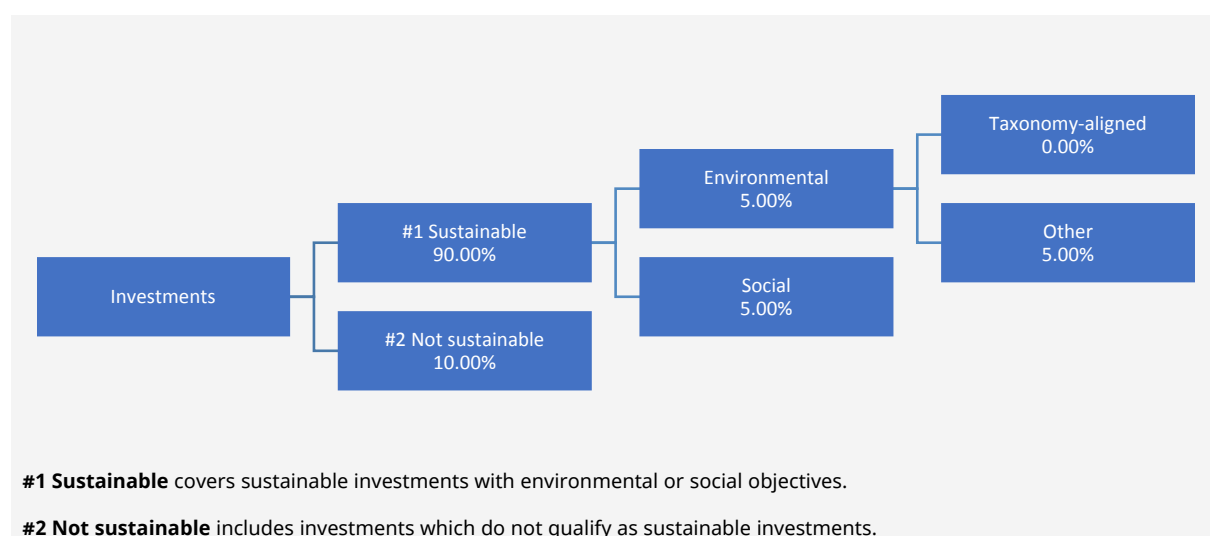 Investments
#1 Sustainable
90.00%
#2 Not sustainable
10.00%
Environmental
5.00%
Social
5.00%
Taxonomy-aligned
0.00%
Other
5.00%
#1 Sustainable covers sustainable investments with environmental or social objectives.
#2 Not sustainable includes investments which do not qualify as sustainable investments.